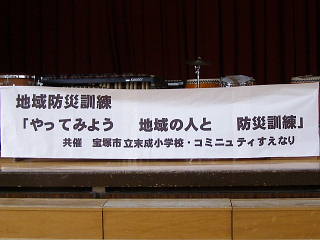 地域防災訓練
「やってみよう　地域の人と　防災訓練」
共催　宝塚市立末成小学校・コミニュティすえなり